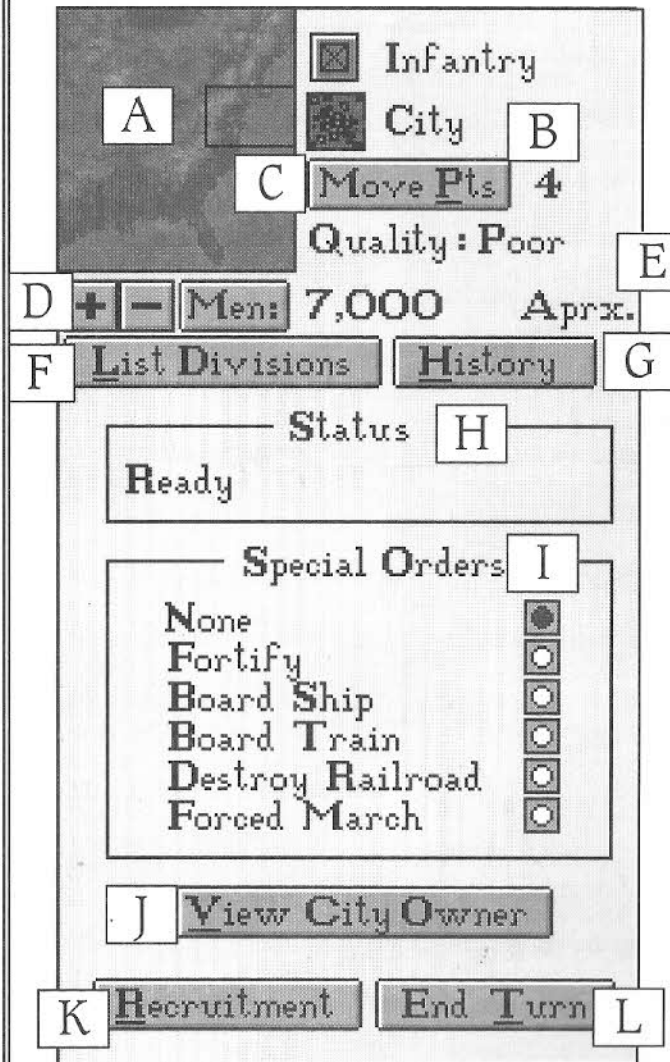 Infantry
A
City B
C Move Pts 4
Quality: Poor
E
D + - Men: 7,000 Aprx.
F List Divisions History G
Status H
Ready
Special Orders I
None
Fortify
Board Ship
Board Train
Destroy Railroad
Forced March
J View City Owner
K Recruitment End Turn L